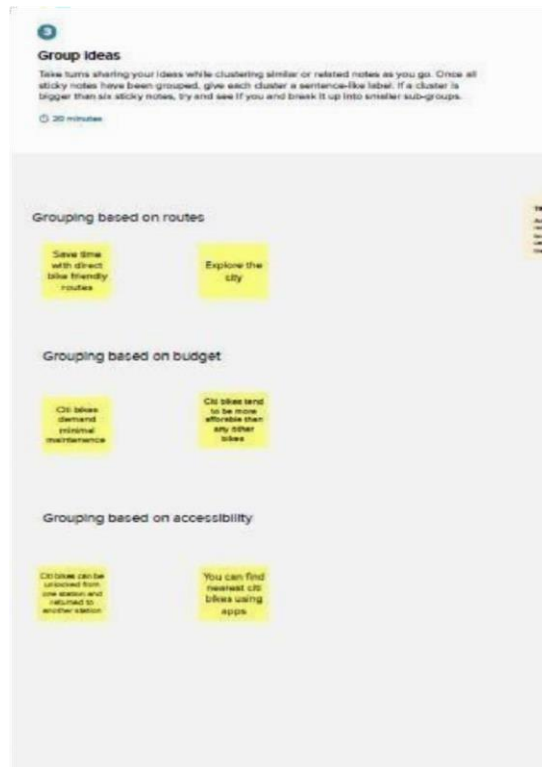 3
Group ideas
Take turns sharing your ideas while clustering similar or related notes as you go. Once all
sticky notes have been grouped, give each cluster a sentence-like label. If a cluster is
bigger than six sticky notes, try and see if you and break it up into smaller sub-groups.
20 minutes
Grouping based on routes
Save time
with direct
bike friendly
routes
Explore the
city
Grouping based on budget
Citi bikes
demand
minimal
maintenance
Citi bikes tend
to be more
afforable than
any other
bikes
Grouping based on accessibility
Citi bikes can be
unlocked from
one station and
returned to
another station
You can find
nearest citi
bikes using
apps